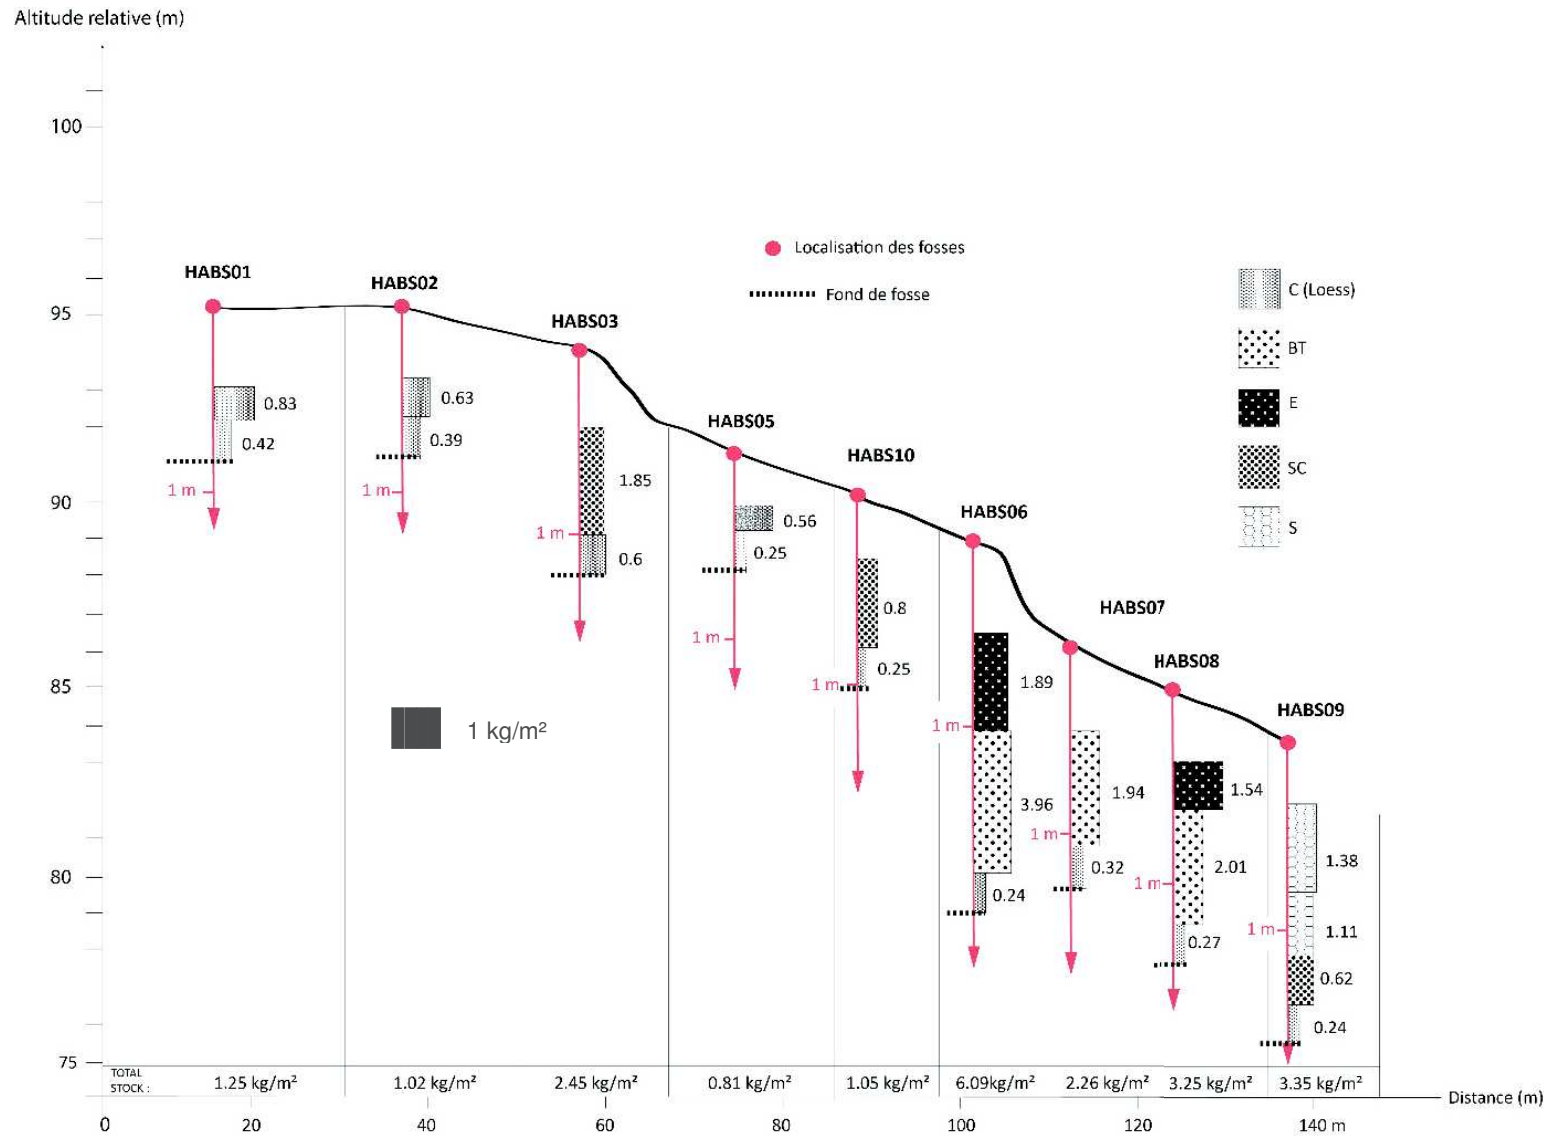 Altitude relative (m)
100
95
90
85
80
75
HABS01
HABS02
HABS03
HABS05
HABS10
HABS06
HABS07
HABS08
HABS09
Localisation des fosses
Fond de fosse
C (Loess)
BT
E
SC
S
0.83
0.42
1 m
0.63
0.39
1 m
1.85
1 m
0.6
0.56
0.25
1 m
0.8
0.25
1 m
1.89
1 m
3.96
0.24
1.94
1 m
0.32
1.54
2.01
1 m
0.27
1.38
1.11
1 m
0.62
0.24
1 kg/m²
TOTAL
STOCK :
1.25 kg/m²
1.02 kg/m²
2.45 kg/m²
0.81 kg/m²
1.05 kg/m²
6.09kg/m²
2.26 kg/m²
3.25 kg/m²
3.35 kg/m²
Distance (m)
0
20
40
60
80
100
120
140 m